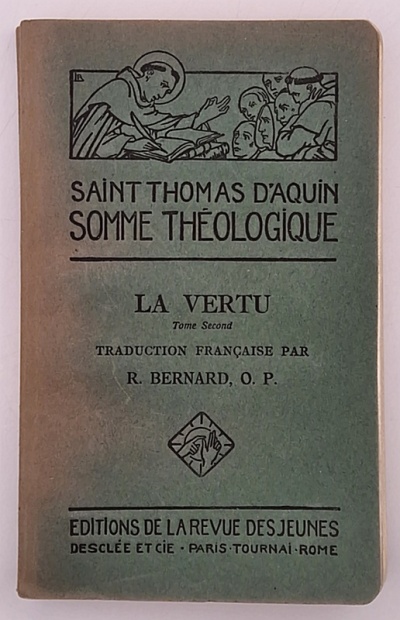 SAINT THOMAS D'AQUIN
SOMME THÉOLOGIQUE
LA VERTU
Tome Second
TRADUCTION FRANÇAISE PAR
R. BERNARD, O. P.
EDITIONS DE LA REVUE DES JEUNES
DESCLÉE ET CIE • PARIS • TOURNAI • ROME